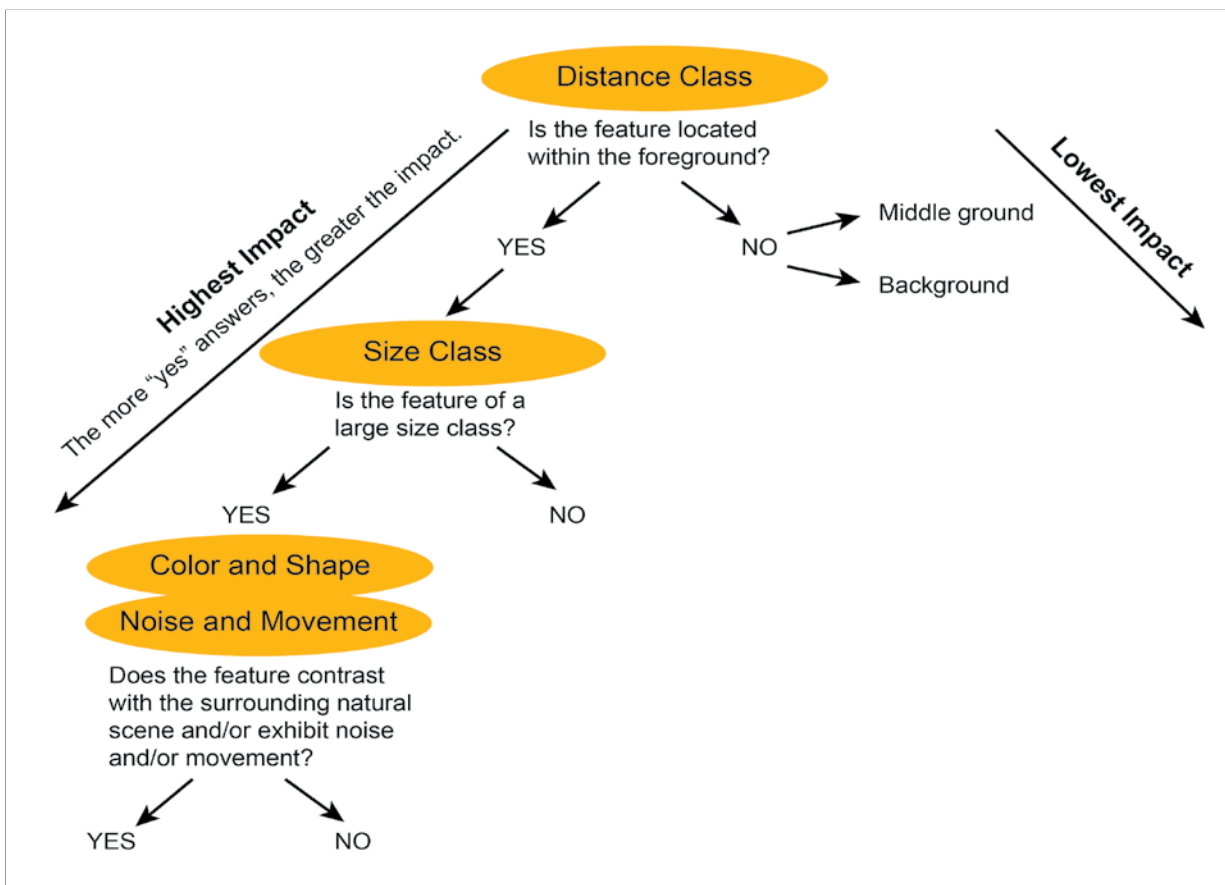 Distance Class
Is the feature located
within the foreground?
Highest Impact
The more “yes” answers, the greater the impact.
Lowest Impact
YES
NO
Middle ground
Background
Size Class
Is the feature of a
large size class?
YES
NO
Color and Shape
Noise and Movement
Does the feature contrast
with the surrounding natural
scene and/or exhibit noise
and/or movement?
YES
NO